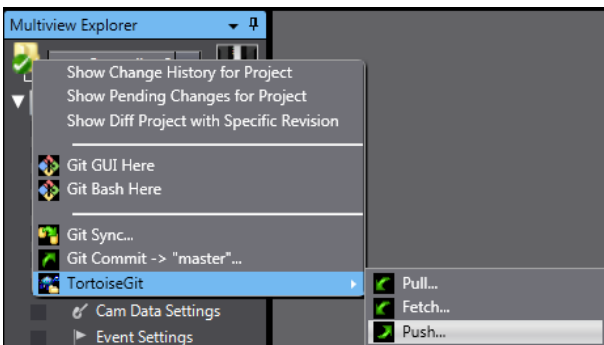 Multiview Explorer
Show Change History for Project
Show Pending Changes for Project
Show Diff Project with Specific Revision
Git GUI Here
Git Bash Here
Git Sync...
Git Commit -> "master"...
TortoiseGit
Pull...
Fetch...
Push...
Cam Data Settings
Event Settings